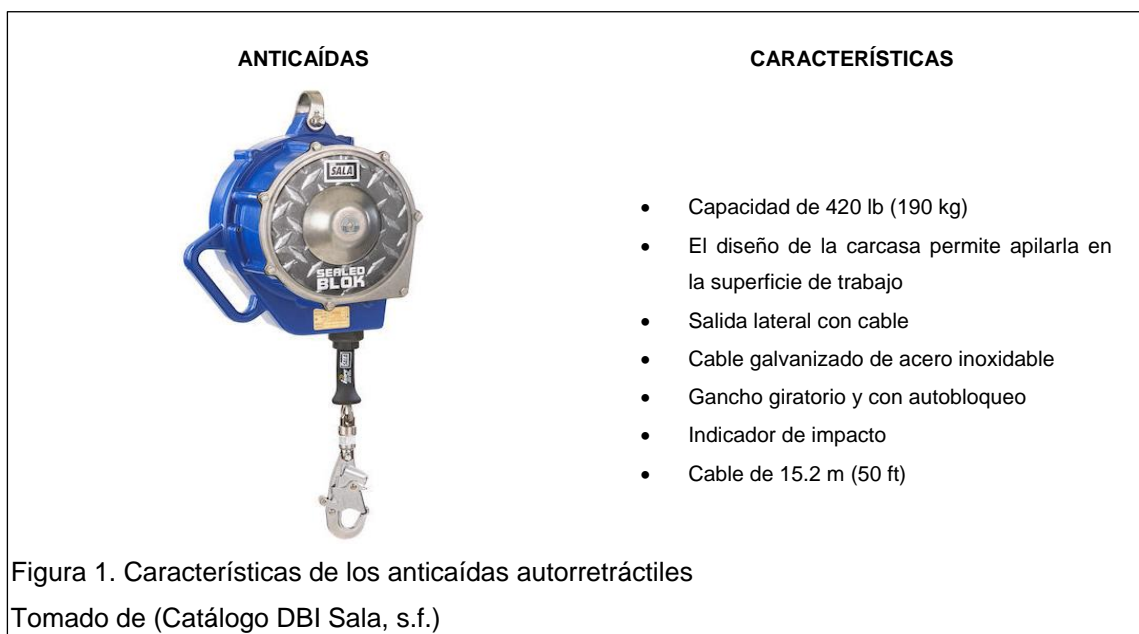 ANTICAÍDAS
CARACTERÍSTICAS
SALA
SEALED
BLOK
• Capacidad de 420 lb (190 kg)
• El diseño de la carcasa permite apilarla en
la superficie de trabajo
• Salida lateral con cable
• Cable galvanizado de acero inoxidable
• Gancho giratorio y con autobloqueo
• Indicador de impacto
• Cable de 15.2 m (50 ft)
Figura 1. Características de los anticaídas autorretráctiles
Tomado de (Catálogo DBI Sala, s.f.)